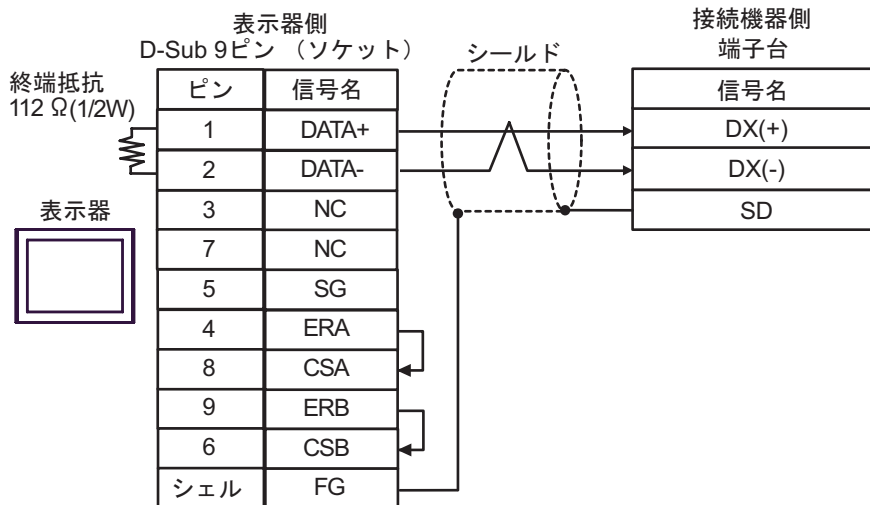 表示器側
D-Sub 9ピン （ソケット）
シールド
接続機器側
端子台
終端抵抗
112 Ω(1/2W)
表示器
ピン 信号名
1 DATA+
2 DATA-
3 NC
7 NC
5 SG
4 ERA
8 CSA
9 ERB
6 CSB
シェル FG
信号名
DX(+)
DX(-)
SD